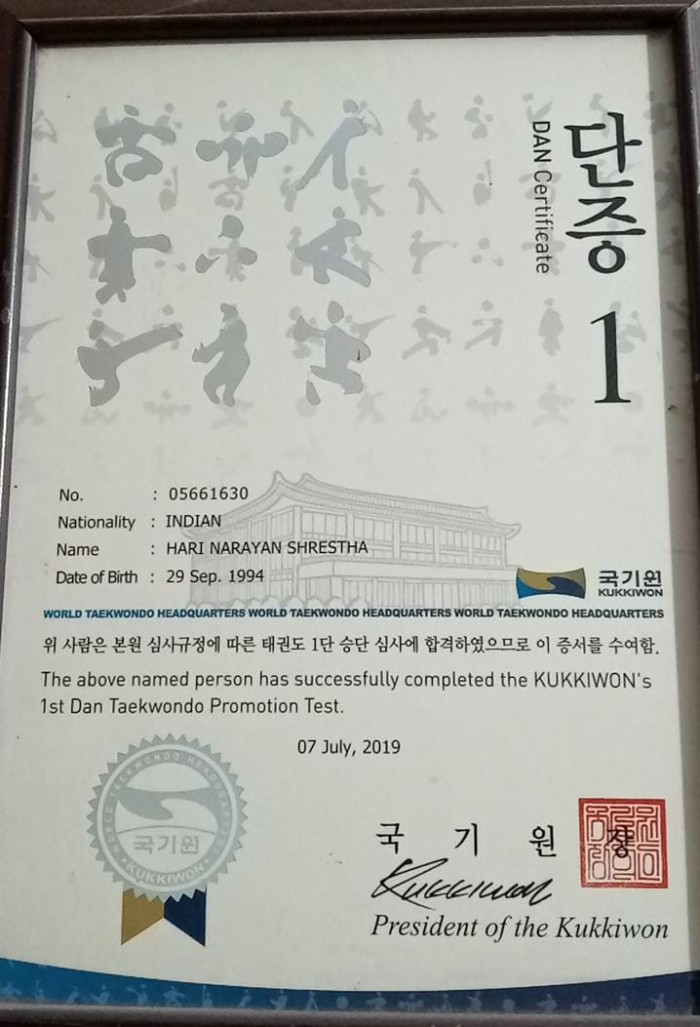 단증
DAN Certificate
1
No. : 05661630
Nationality : INDIAN
Name : HARI NARAYAN SHRESTHA
Date of Birth : 29 Sep. 1994
국기원
KUKKIWON
WORLD TAEKWONDO HEADQUARTERS WORLD TAEKWONDO HEADQUARTERS WORLD TAEKWONDO HEADQUARTERS
위 사람은 본원 심사규정에 따른 태권도 1단 승단 심사에 합격하였으므로 이 증서를 수여함.
The above named person has successfully completed the KUKKIWON's
1st Dan Taekwondo Promotion Test.
07 July, 2019
WORLD TAEKWONDO HEADQUARTERS
국기원
KUKKIWON
국 기 원 장
Kukkiwon
President of the Kukkiwon